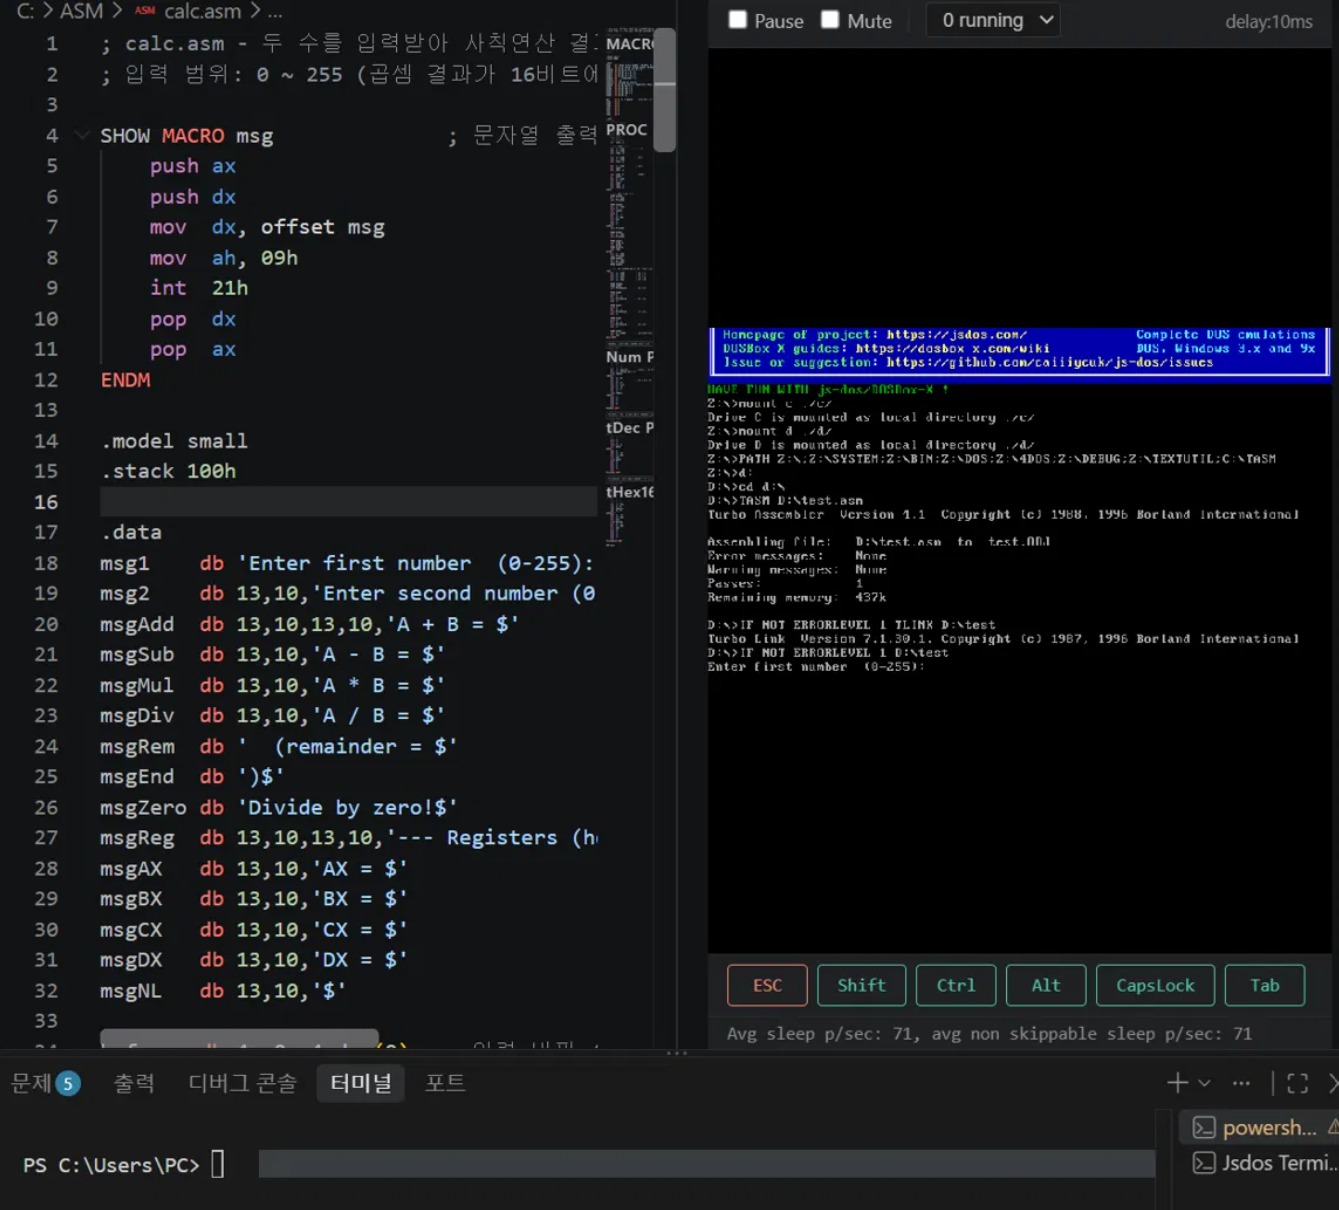 C: > ASM > ASM calc.asm > ...
1 ; calc.asm - 두 수를 입력받아 사칙연산 결
2 ; 입력 범위: 0 ~ 255 (곱셈 결과가 16비트에
3
4 SHOW MACRO msg ; 문자열 출력
5 push ax
6 push dx
7 mov dx, offset msg
8 mov ah, 09h
9 int 21h
10 pop dx
11 pop ax
12 ENDM
13
14 .model small
15 .stack 100h
16
17 .data
18 msg1 db 'Enter first number (0-255):
19 msg2 db 13,10,'Enter second number (0
20 msgAdd db 13,10,13,10,'A + B = $'
21 msgSub db 13,10,'A - B = $'
22 msgMul db 13,10,'A * B = $'
23 msgDiv db 13,10,'A / B = $'
24 msgRem db '  (remainder = $'
25 msgEnd db ')$'
26 msgZero db 'Divide by zero!$'
27 msgReg db 13,10,13,10,'--- Registers (h
28 msgAX db 13,10,'AX = $'
29 msgBX db 13,10,'BX = $'
30 msgCX db 13,10,'CX = $'
31 msgDX db 13,10,'DX = $'
32 msgNL db 13,10,'$'
33
MACR
PROC
Num P
tDec P
tHex16
Pause Mute 0 running delay:10ms
Homepage of project: https://jsdos.com/ Complete DOS emulations
DOSBox-X guides: https://dosbox-x.com/wiki DOS, Windows 3.x and 9x
Issue or suggestion: https://github.com/caiiiycuk/js-dos/issues
HAVE FUN WITH js-dos/DOSBox-X !
Z:\>mount c ./c/
Drive C is mounted as local directory ./c/
Z:\>mount d ./d/
Drive D is mounted as local directory ./d/
Z:\>PATH Z:\;Z:\SYSTEM;Z:\BIN;Z:\DOS;Z:\4DOS;Z:\DEBUG;Z:\TEXTUTIL;C:\TASM
Z:\>d:
D:\>cd d:\
D:\>TASM D:\test.asm
Turbo Assembler  Version 4.1  Copyright (c) 1988, 1996 Borland International
Assembling file: D:\test.asm to test.OBJ
Error messages: None
Warning messages: None
Passes: 1
Remaining memory: 437k
D:\>IF NOT ERRORLEVEL 1 TLINK D:\test
Turbo Link  Version 7.1.30.1. Copyright (c) 1987, 1996 Borland International
D:\>IF NOT ERRORLEVEL 1 D:\test
Enter first number  (0-255):
ESC Shift Ctrl Alt CapsLock Tab
Avg sleep p/sec: 71, avg non skippable sleep p/sec: 71
문제 5 출력 디버그 콘솔 터미널 포트
PS C:\Users\PC>
powersh...
Jsdos Termi...